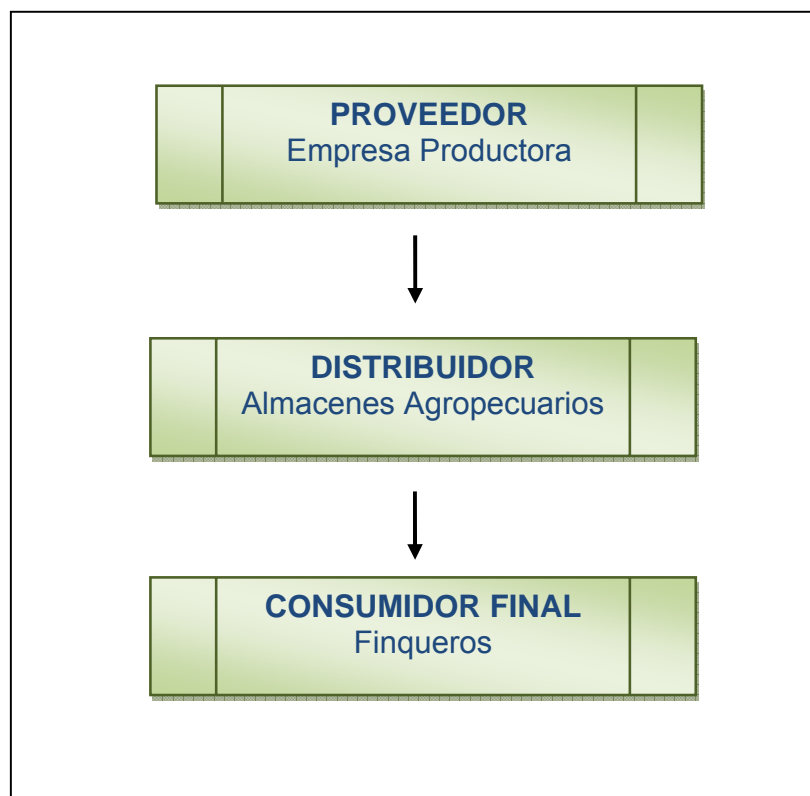 PROVEEDOR
Empresa Productora
DISTRIBUIDOR
Almacenes Agropecuarios
CONSUMIDOR FINAL
Finqueros